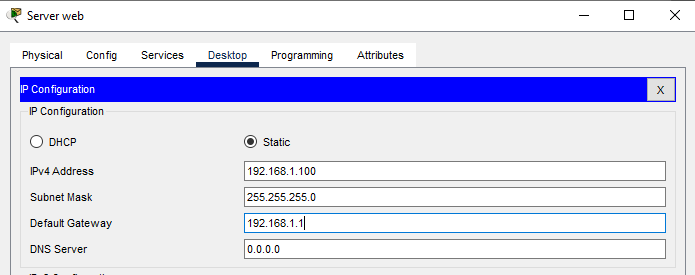 Server web
Physical Config Services Desktop Programming Attributes
IP Configuration X
IP Configuration
DHCP Static
IPv4 Address 192.168.1.100
Subnet Mask 255.255.255.0
Default Gateway 192.168.1.1
DNS Server 0.0.0.0